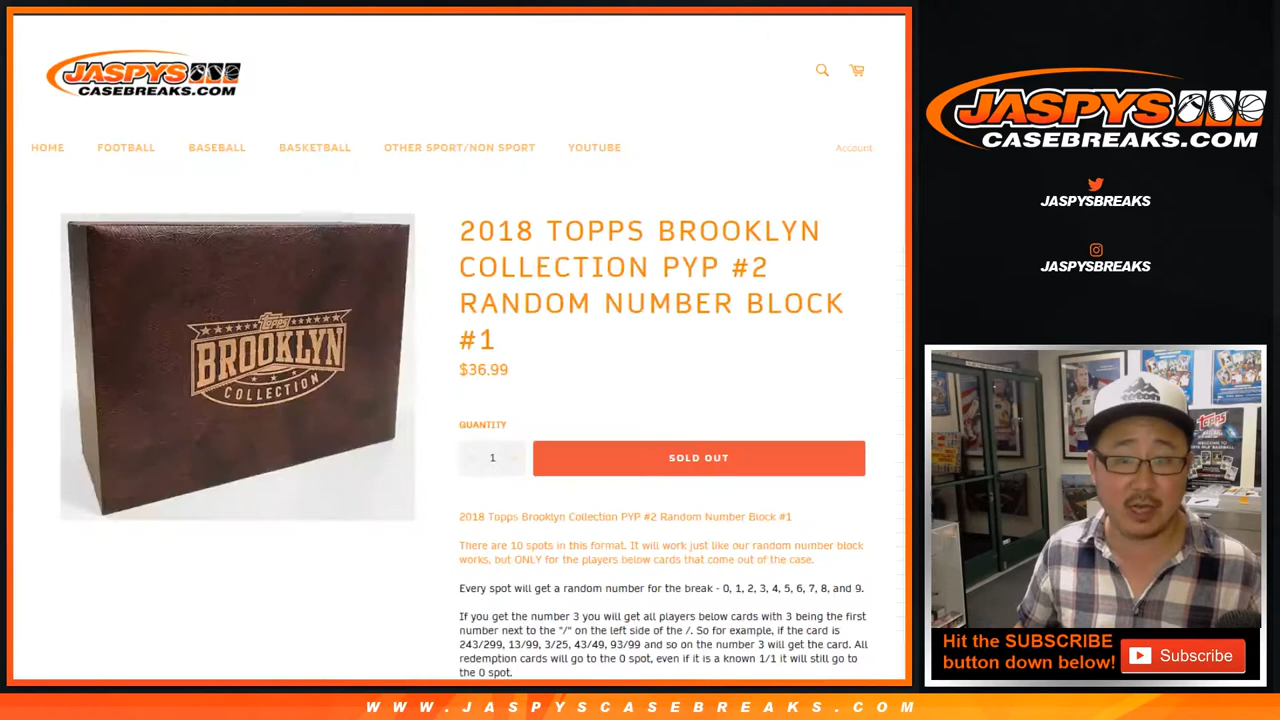 JASPYS
CASEBREAKS.COM
HOME FOOTBALL BASEBALL BASKETBALL OTHER SPORT/NON SPORT YOUTUBE Account
Topps
BROOKLYN
COLLECTION
2018 TOPPS BROOKLYN
COLLECTION PYP #2
RANDOM NUMBER BLOCK
#1
$36.99
QUANTITY
1 SOLD OUT
2018 Topps Brooklyn Collection PYP #2 Random Number Block #1
There are 10 spots in this format. It will work just like our random number block
works, but ONLY for the players below cards that come out of the case.
Every spot will get a random number for the break - 0, 1, 2, 3, 4, 5, 6, 7, 8, and 9.
If you get the number 3 you will get all players below cards with 3 being the first
number next to the "/" on the left side of the /. So for example, if the card is
243/299, 13/99, 3/25, 43/49, 93/99 and so on the number 3 will get the card. All
redemption cards will go to the 0 spot, even if it is a known 1/1 it will still go to
the 0 spot.
JASPYS
CASEBREAKS.COM
JASPYSBREAKS
JASPYSBREAKS
TOPPS
Hit the SUBSCRIBE
button down below!
Subscribe
WWW.JASPYSCASEBREAKS.COM